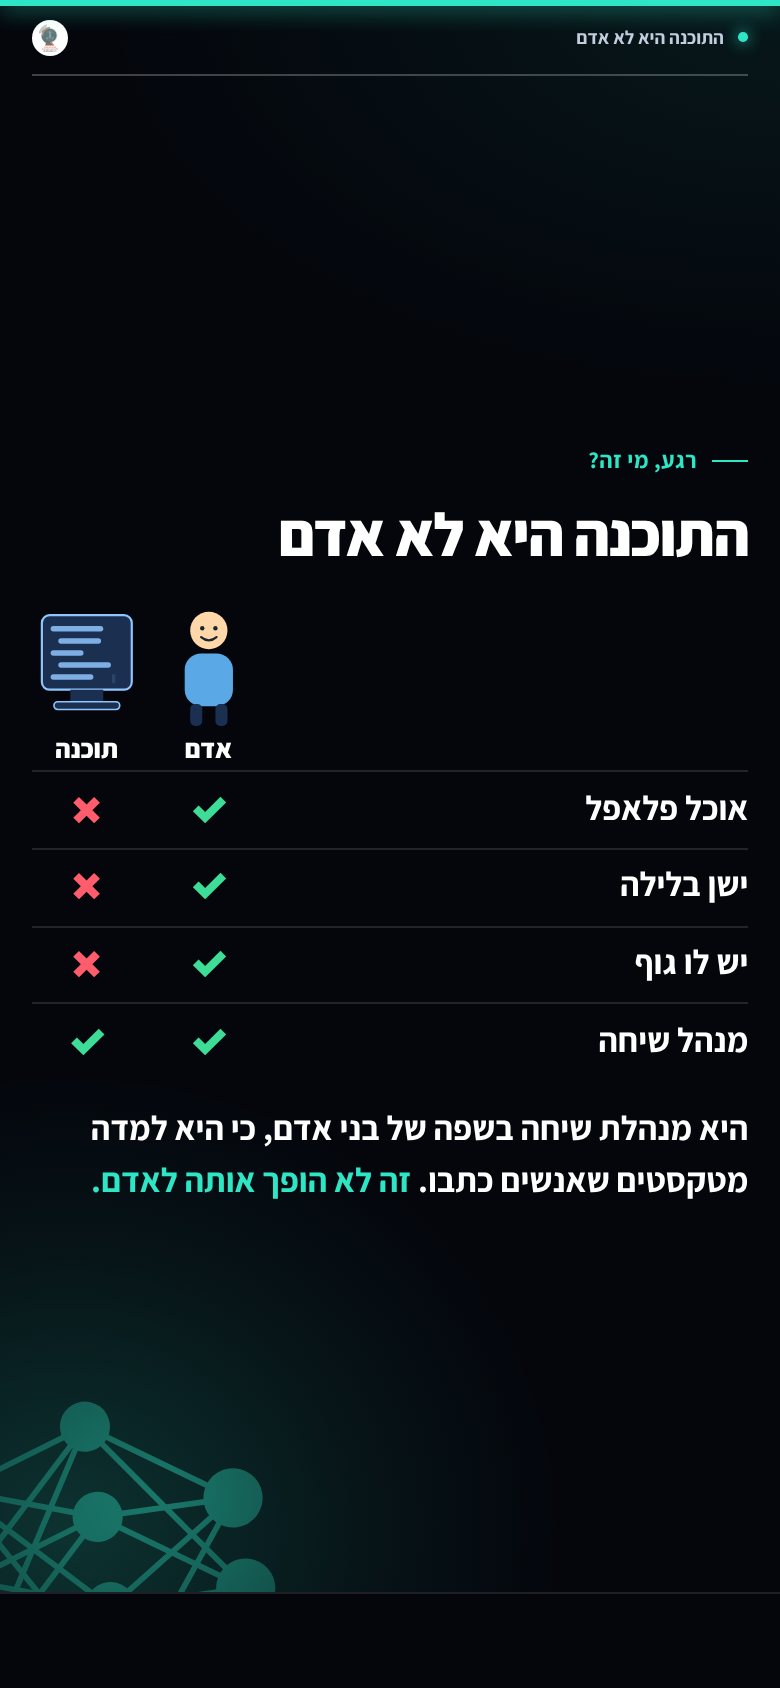 התוכנה היא לא אדם
רגע, מי זה?
התוכנה היא לא אדם
אדם תוכנה
אוכל פלאפל
ישן בלילה
יש לו גוף
מנהל שיחה
היא מנהלת שיחה בשפה של בני אדם, כי היא למדה
מטקסטים שאנשים כתבו. זה לא הופך אותה לאדם.